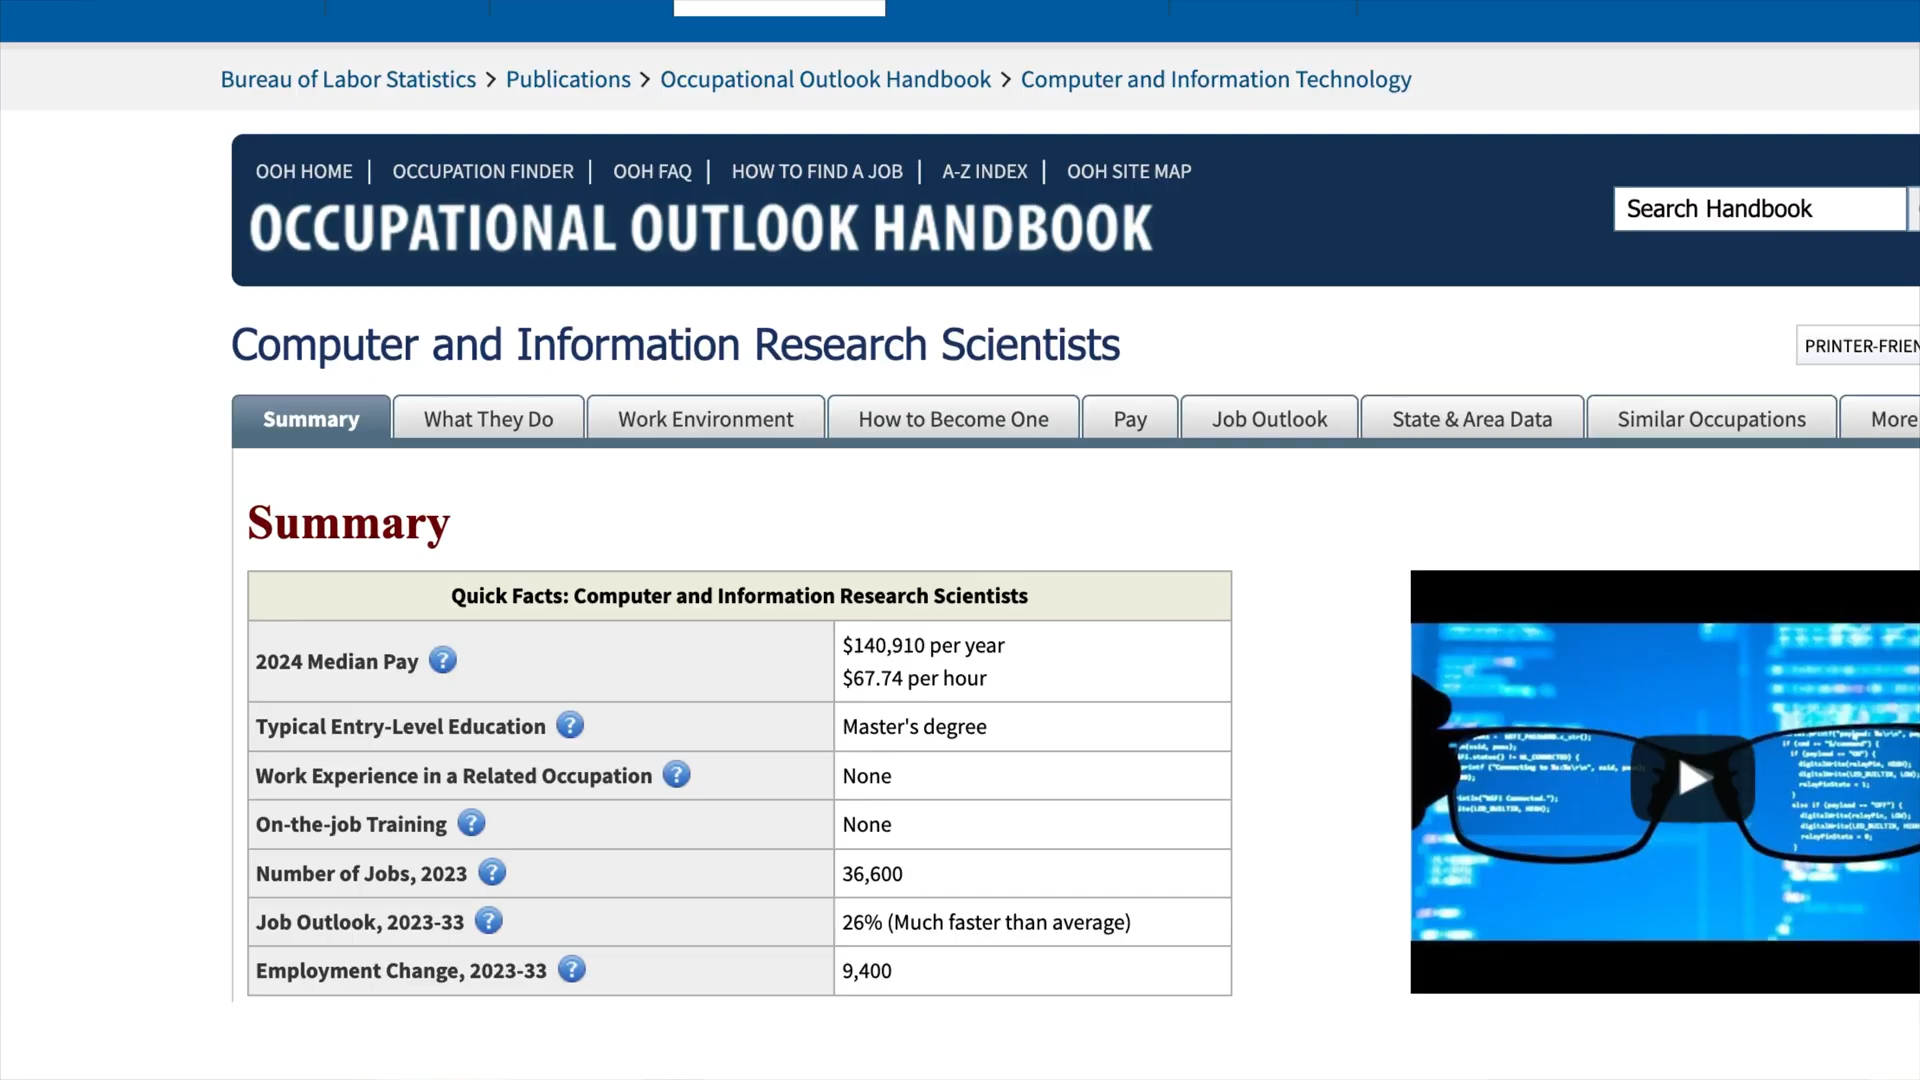 Bureau of Labor Statistics > Publications > Occupational Outlook Handbook > Computer and Information Technology
OOH HOME | OCCUPATION FINDER | OOH FAQ | HOW TO FIND A JOB | A-Z INDEX | OOH SITE MAP
OCCUPATIONAL OUTLOOK HANDBOOK
Search Handbook
Computer and Information Research Scientists
PRINTER-FRIEN
Summary
What They Do
Work Environment
How to Become One
Pay
Job Outlook
State & Area Data
Similar Occupations
More
Summary
Quick Facts: Computer and Information Research Scientists
2024 Median Pay
$140,910 per year
$67.74 per hour
Typical Entry-Level Education
Master's degree
Work Experience in a Related Occupation
None
On-the-job Training
None
Number of Jobs, 2023
36,600
Job Outlook, 2023-33
26% (Much faster than average)
Employment Change, 2023-33
9,400